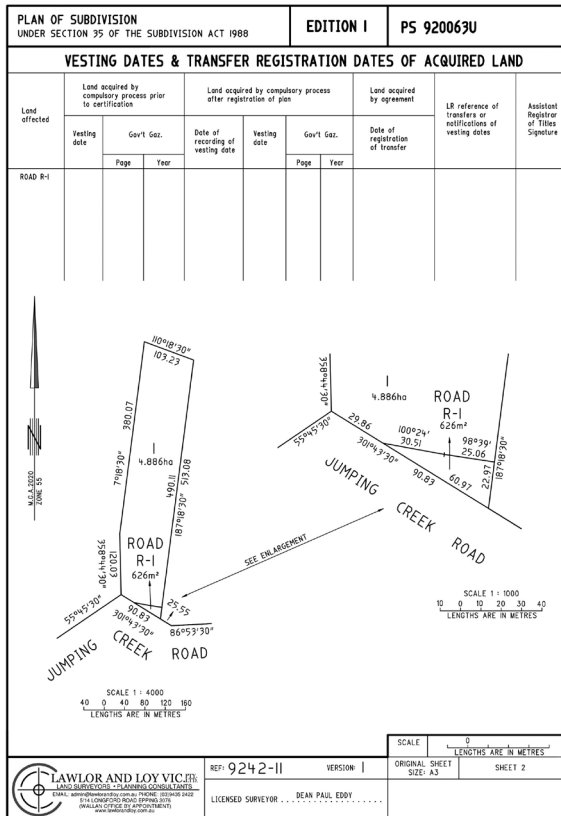 PLAN OF SUBDIVISION
UNDER SECTION 35 OF THE SUBDIVISION ACT 1988
EDITION 1
PS 920063U
VESTING DATES & TRANSFER REGISTRATION DATES OF ACQUIRED LAND
Land affected
Land acquired by compulsory process prior to certification
Land acquired by compulsory process after registration of plan
Land acquired by agreement
LR reference of transfers or notifications of vesting dates
Assistant Registrar of Titles Signature
Vesting date
Gov't Gaz.
Page
Year
Date of recording of vesting date
Vesting date
Gov't Gaz.
Page
Year
Date of registration of transfer
ROAD R-1
M.G.A.2020
ZONE 55
110°18'30"
103.23
380.07
7°18'30"
1
4.886ha
490.11
513.08
187°18'30"
358°44'30"
120.03
ROAD
R-1
626m²
55°45'30"
90.83
301°43'30"
25.55
86°53'30"
JUMPING CREEK ROAD
SCALE 1 : 4000
40 0 40 80 120 160
LENGTHS ARE IN METRES
SEE ENLARGEMENT
358°44'30"
1
4.886ha
ROAD
R-1
626m²
55°45'30"
29.86
100°24'
30.51
98°39'
25.06
301°43'30"
90.83
60.97
22.97
187°18'30"
JUMPING CREEK ROAD
SCALE 1 : 1000
10 0 10 20 30 40
LENGTHS ARE IN METRES
LAWLOR AND LOY VIC. PTY. LTD.
LAND SURVEYORS • PLANNING CONSULTANTS
EMAIL: admin@lawlorandloy.com.au PHONE: (03)9435 2422
5/14 LONGFORD ROAD EPPING 3076
(WALLAN OFFICE BY APPOINTMENT)
www.lawlorandloy.com.au
REF: 9242-11
VERSION: 1
LICENSED SURVEYOR DEAN PAUL EDDY
SCALE
0
LENGTHS ARE IN METRES
ORIGINAL SHEET SIZE: A3
SHEET 2